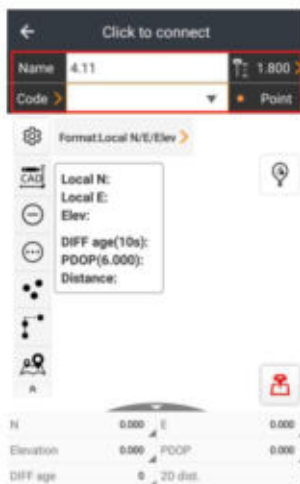 Click to connect
Name 4.11 1.800
Code Point
Format:Local N/E/Elev
CAD
Local N:
Local E:
Elev:
DIFF age(10s):
PDOP(6.000):
Distance:
N 0.000 E 0.000
Elevation 0.000 PDOP 0.000
DIFF age 0 2D dist.